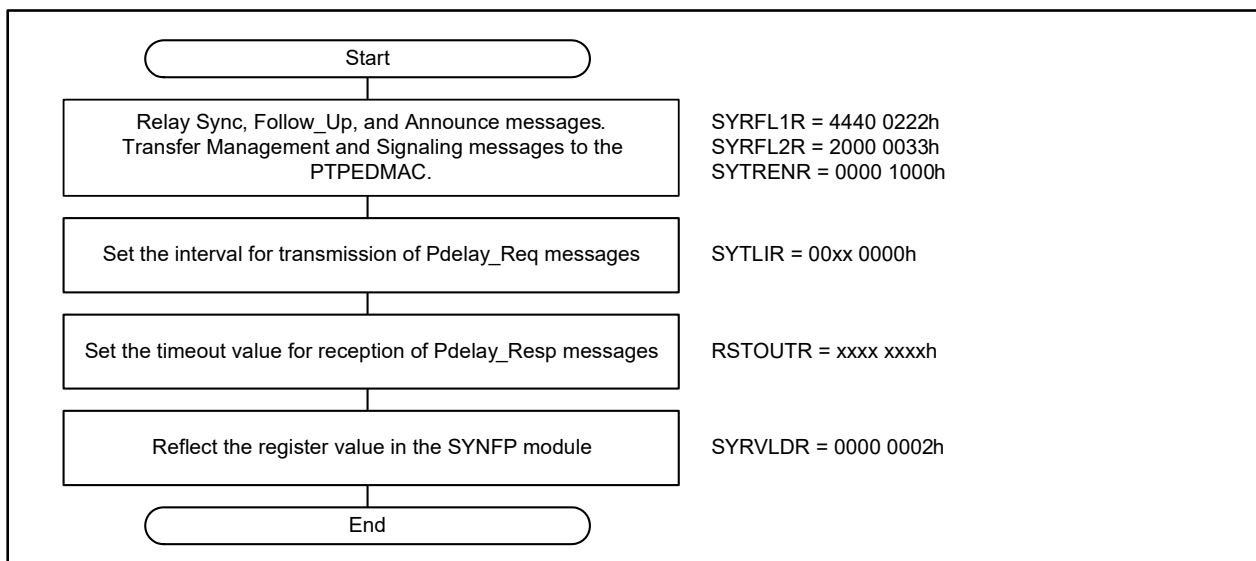 Start
Relay Sync, Follow_Up, and Announce messages.
Transfer Management and Signaling messages to the
PTPEDMAC.
SYRFL1R = 4440 0222h
SYRFL2R = 2000 0033h
SYTRENR = 0000 1000h
Set the interval for transmission of Pdelay_Req messages
SYTLIR = 00xx 0000h
Set the timeout value for reception of Pdelay_Resp messages
RSTOUTR = xxxx xxxxh
Reflect the register value in the SYNFP module
SYRVLDR = 0000 0002h
End